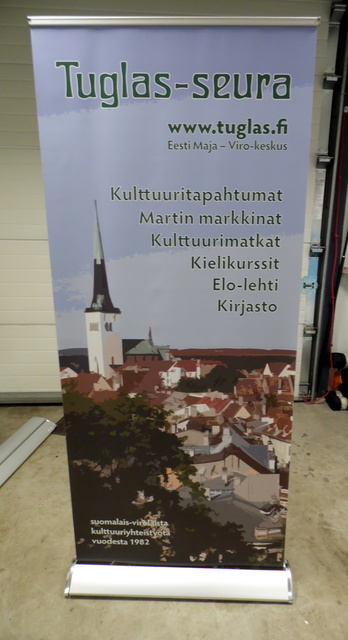 Tuglas-seura
www.tuglas.fi
Eesti Maja – Viro-keskus
Kulttuuritapahtumat
Martin markkinat
Kulttuurimatkat
Kielikurssit
Elo-lehti
Kirjasto
suomalais-virolaista
kulttuuriyhteistyötä
vuodesta 1982